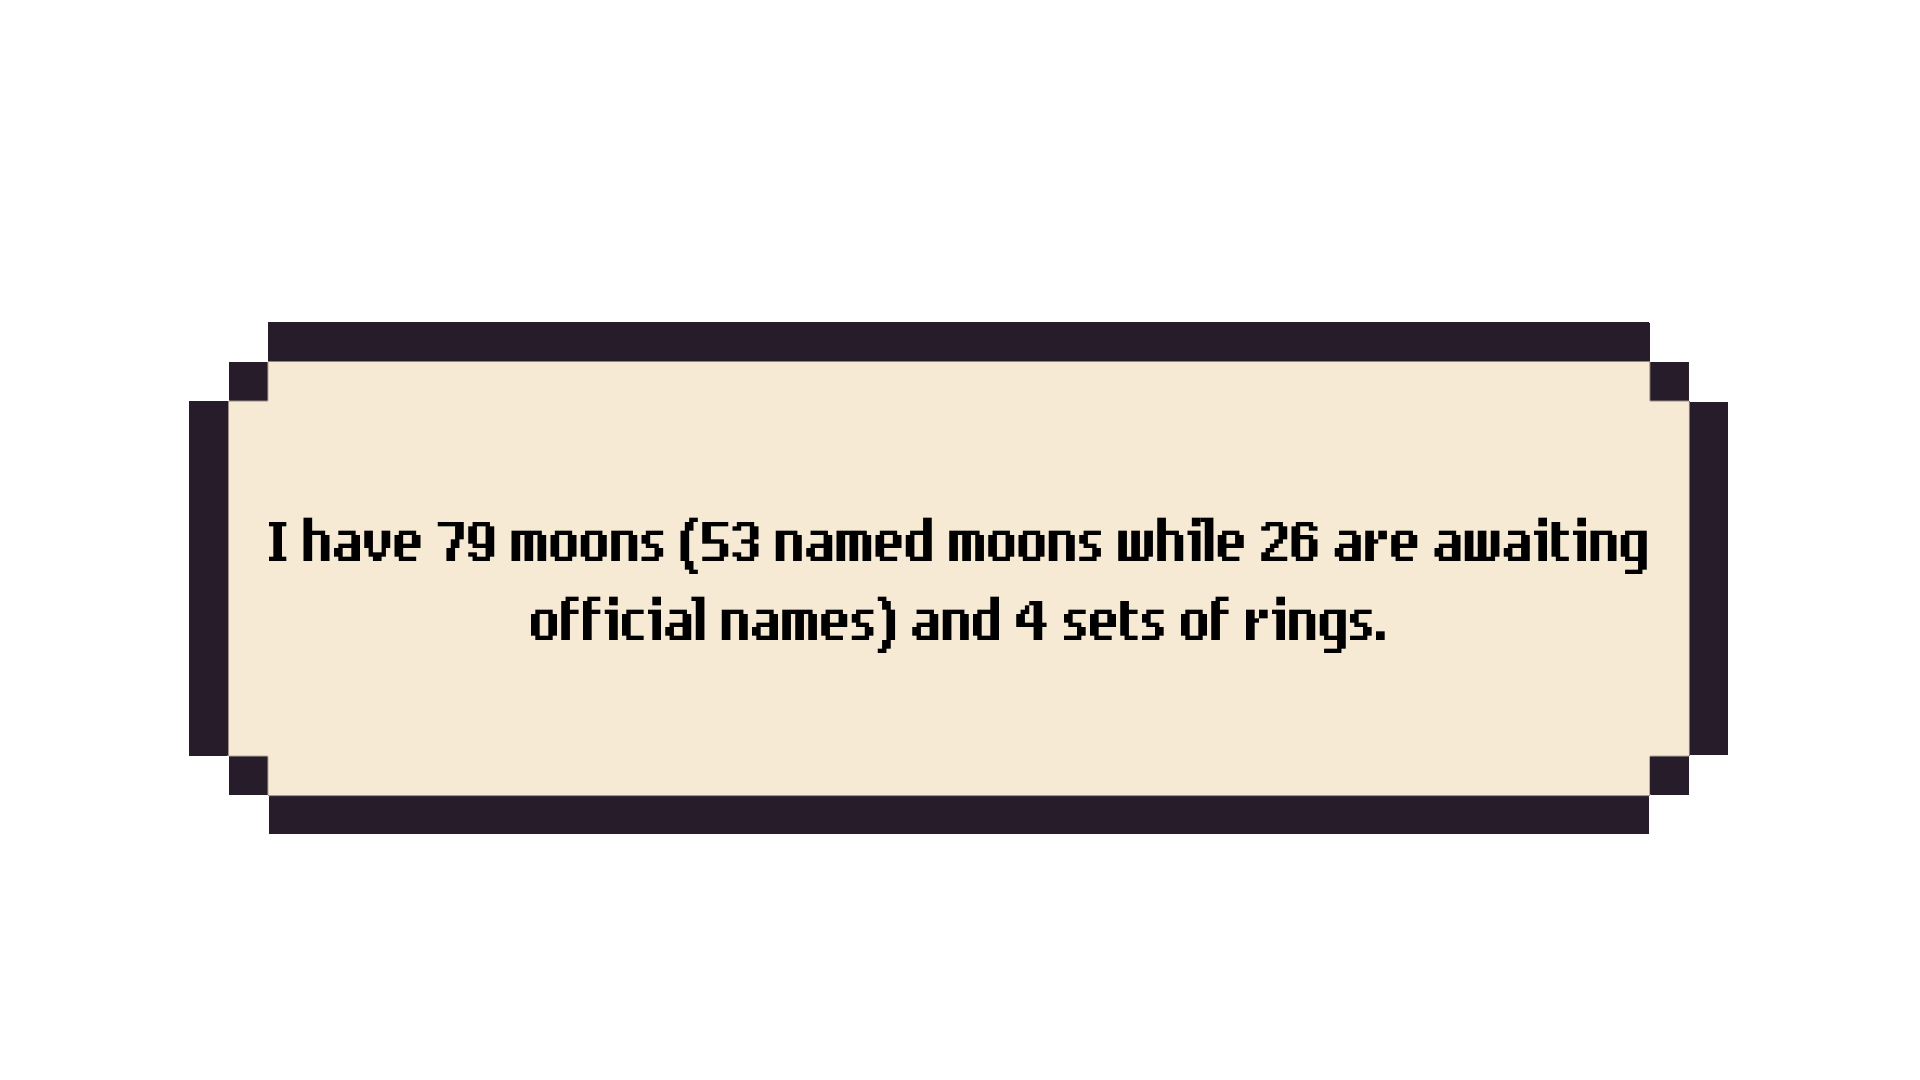 I have 79 moons (53 named moons while 26 are awaiting
official names) and 4 sets of rings.